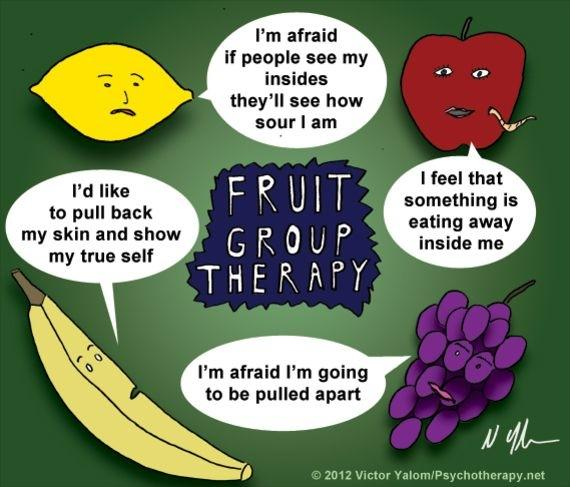 I'm afraid
if people see my
insides
they'll see how
sour I am
I feel that
something is
eating away
inside me
FRUIT
GROUP
THERAPY
I'd like
to pull back
my skin and show
my true self
I'm afraid I'm going
to be pulled apart
© 2012 Victor Yalom/Psychotherapy.net